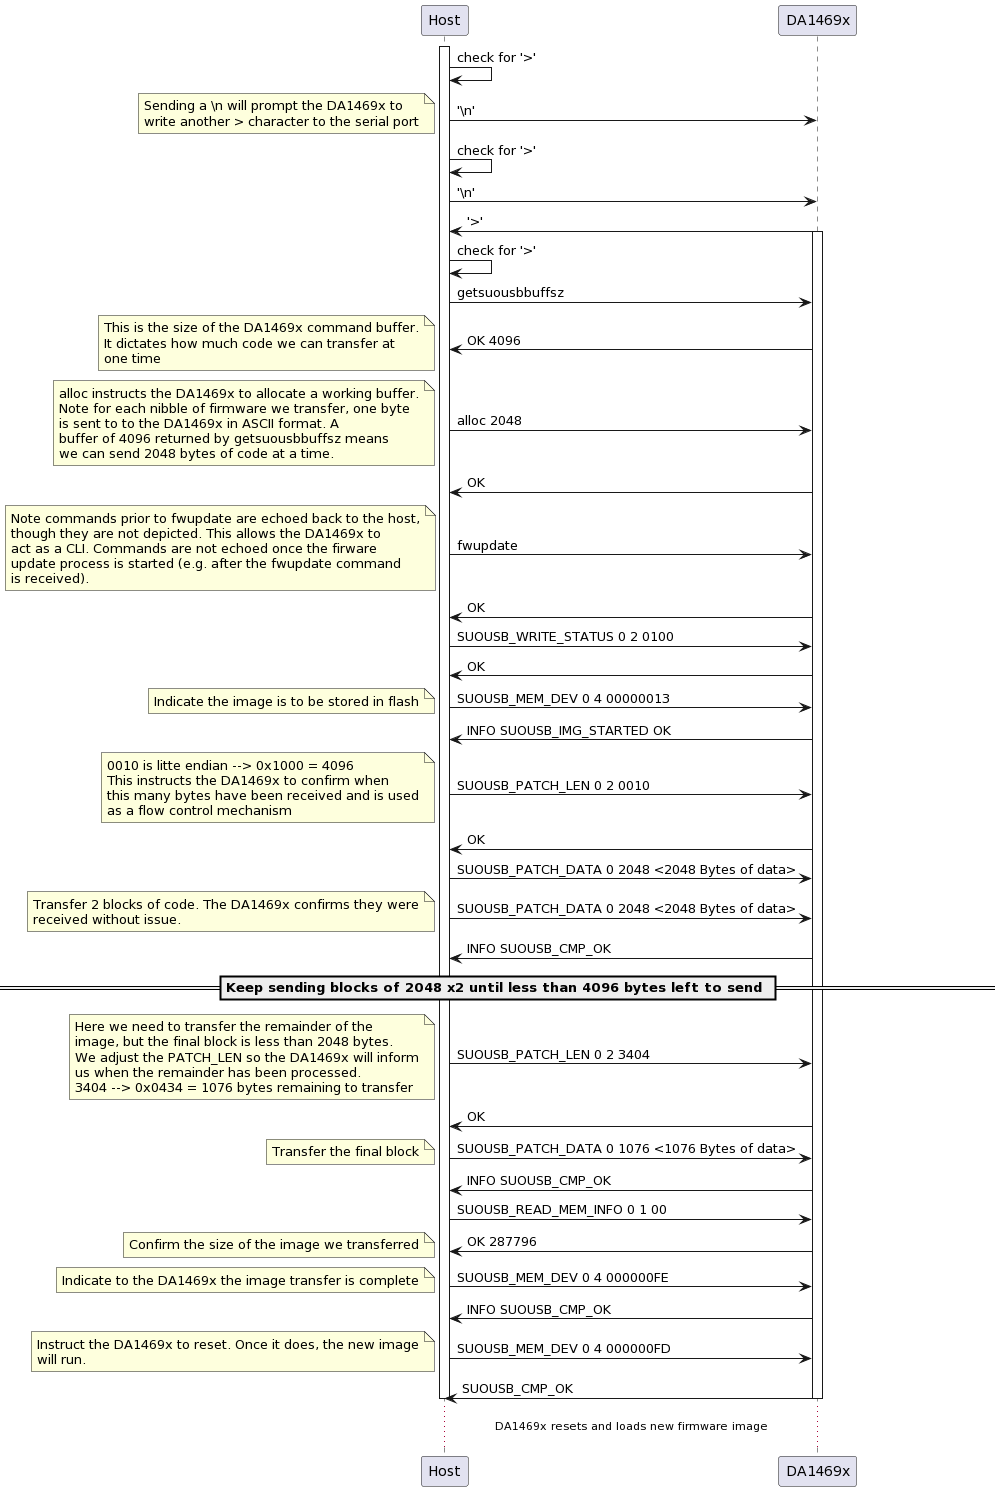 Host DA1469x
check for '>'
Sending a \n will prompt the DA1469x to
write another > character to the serial port
'\n'
check for '>'
'\n'
'>'
check for '>'
getsuousbbuffsz
This is the size of the DA1469x command buffer.
It dictates how much code we can transfer at
one time
OK 4096
alloc instructs the DA1469x to allocate a working buffer.
Note for each nibble of firmware we transfer, one byte
is sent to to the DA1469x in ASCII format. A
buffer of 4096 returned by getsuousbbuffsz means
we can send 2048 bytes of code at a time.
alloc 2048
OK
Note commands prior to fwupdate are echoed back to the host,
though they are not depicted. This allows the DA1469x to
act as a CLI. Commands are not echoed once the firware
update process is started (e.g. after the fwupdate command
is received).
fwupdate
OK
SUOUSB_WRITE_STATUS 0 2 0100
OK
Indicate the image is to be stored in flash
SUOUSB_MEM_DEV 0 4 00000013
INFO SUOUSB_IMG_STARTED OK
0010 is litte endian --> 0x1000 = 4096
This instructs the DA1469x to confirm when
this many bytes have been received and is used
as a flow control mechanism
SUOUSB_PATCH_LEN 0 2 0010
OK
SUOUSB_PATCH_DATA 0 2048 <2048 Bytes of data>
Transfer 2 blocks of code. The DA1469x confirms they were
received without issue.
SUOUSB_PATCH_DATA 0 2048 <2048 Bytes of data>
INFO SUOUSB_CMP_OK
Keep sending blocks of 2048 x2 until less than 4096 bytes left to send
Here we need to transfer the remainder of the
image, but the final block is less than 2048 bytes.
We adjust the PATCH_LEN so the DA1469x will inform
us when the remainder has been processed.
3404 --> 0x0434 = 1076 bytes remaining to transfer
SUOUSB_PATCH_LEN 0 2 3404
OK
Transfer the final block
SUOUSB_PATCH_DATA 0 1076 <1076 Bytes of data>
INFO SUOUSB_CMP_OK
SUOUSB_READ_MEM_INFO 0 1 00
Confirm the size of the image we transferred
OK 287796
Indicate to the DA1469x the image transfer is complete
SUOUSB_MEM_DEV 0 4 000000FE
INFO SUOUSB_CMP_OK
Instruct the DA1469x to reset. Once it does, the new image
will run.
SUOUSB_MEM_DEV 0 4 000000FD
SUOUSB_CMP_OK
DA1469x resets and loads new firmware image
Host DA1469x